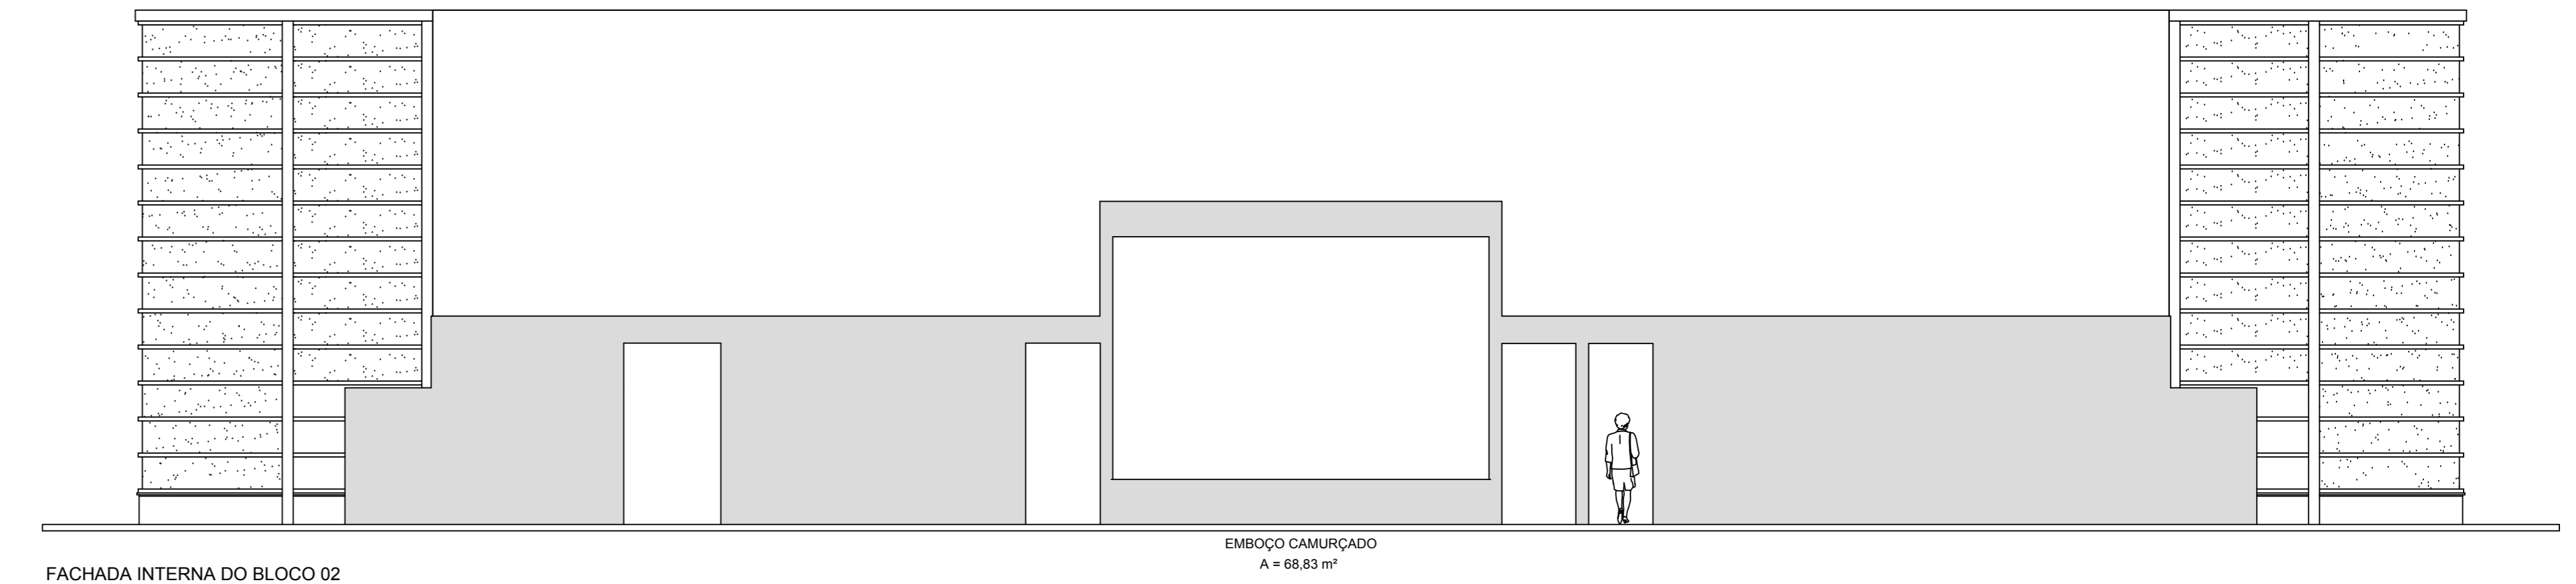 EMBOÇO CAMURÇADO
A = 68,83 m²
FACHADA INTERNA DO BLOCO 02